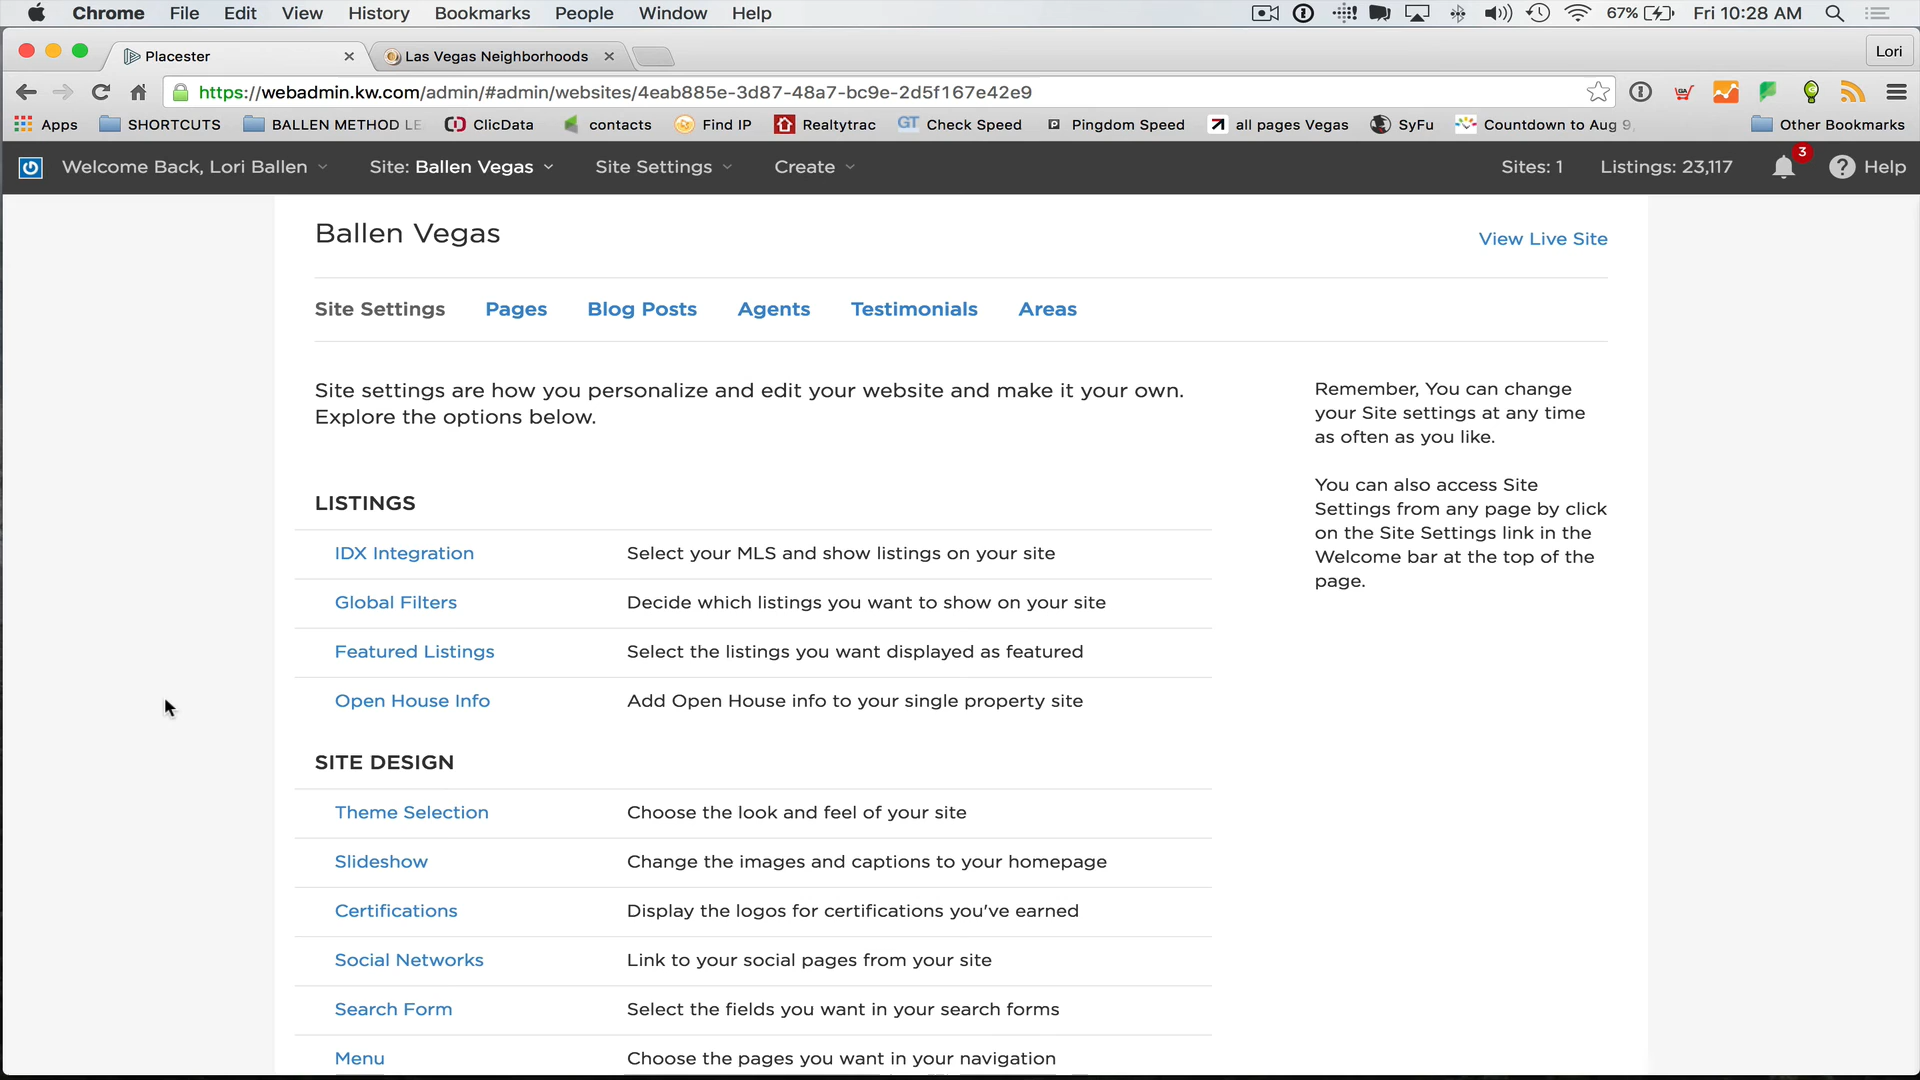 Chrome File Edit View History Bookmarks People Window Help 67% Fri 10:28 AM
Placester Las Vegas Neighborhoods Lori
https://webadmin.kw.com/admin/#admin/websites/4eab885e-3d87-48a7-bc9e-2d5f167e42e9
Apps SHORTCUTS BALLEN METHOD LE ClicData contacts Find IP Realtytrac GT Check Speed Pingdom Speed all pages Vegas SyFu Countdown to Aug 9, Other Bookmarks
Welcome Back, Lori Ballen Site: Ballen Vegas Site Settings Create Sites: 1 Listings: 23,117 3 ? Help
Ballen Vegas
View Live Site
Site Settings Pages Blog Posts Agents Testimonials Areas
Site settings are how you personalize and edit your website and make it your own.
Explore the options below.
Remember, You can change
your Site settings at any time
as often as you like.
You can also access Site
Settings from any page by click
on the Site Settings link in the
Welcome bar at the top of the
page.
LISTINGS
IDX Integration Select your MLS and show listings on your site
Global Filters Decide which listings you want to show on your site
Featured Listings Select the listings you want displayed as featured
Open House Info Add Open House info to your single property site
SITE DESIGN
Theme Selection Choose the look and feel of your site
Slideshow Change the images and captions to your homepage
Certifications Display the logos for certifications you've earned
Social Networks Link to your social pages from your site
Search Form Select the fields you want in your search forms
Menu Choose the pages you want in your navigation